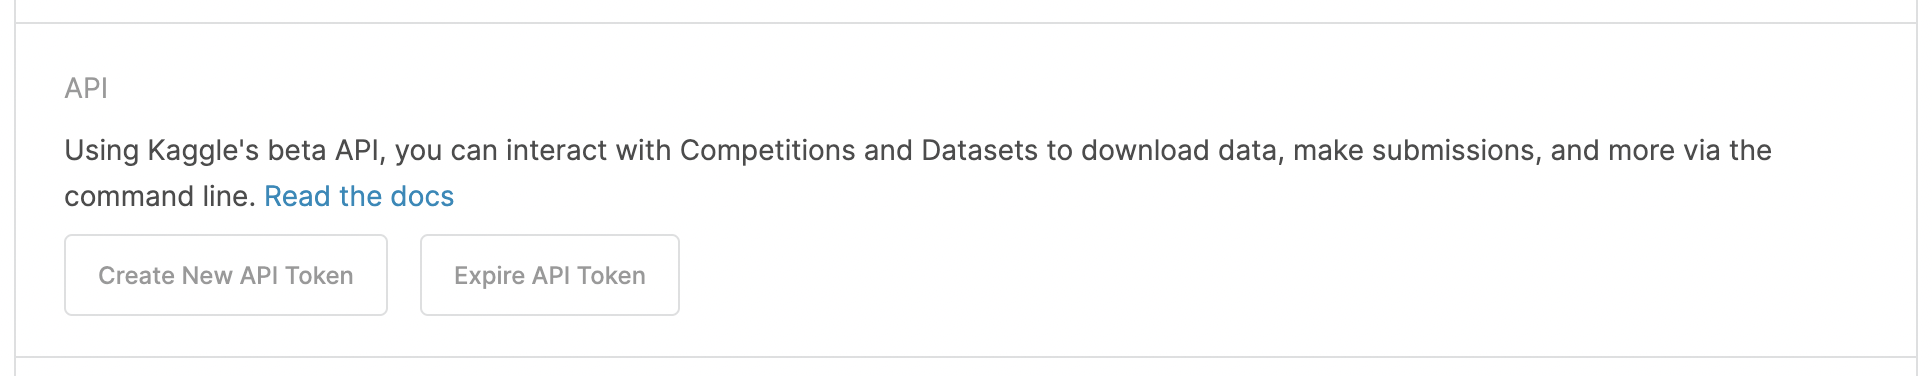 API
Using Kaggle's beta API, you can interact with Competitions and Datasets to download data, make submissions, and more via the
command line. Read the docs
Create New API Token
Expire API Token